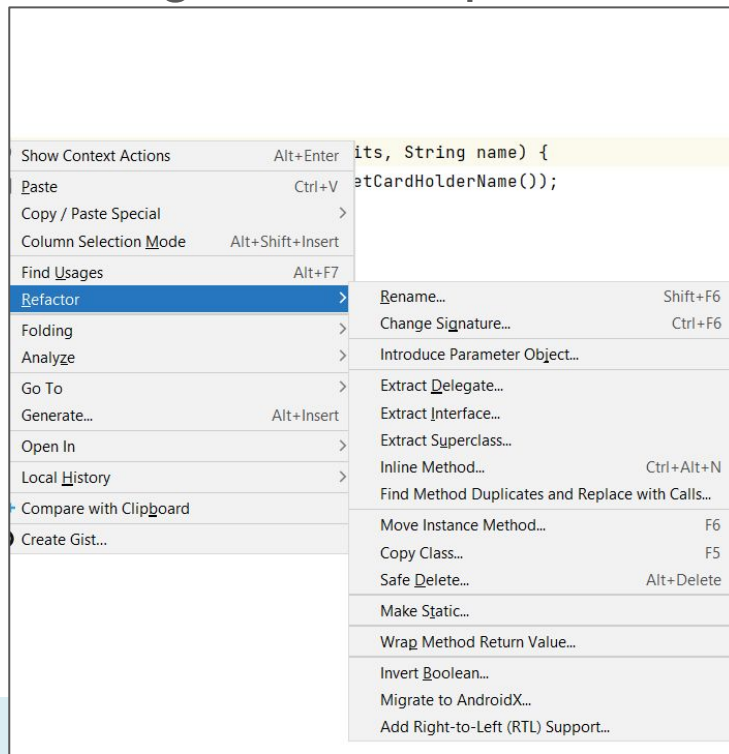 its, String name) {
etCardHolderName());
Show Context Actions Alt+Enter
Paste Ctrl+V
Copy / Paste Special
Column Selection Mode Alt+Shift+Insert
Find Usages Alt+F7
Refactor
Folding
Analyze
Go To
Generate... Alt+Insert
Open In
Local History
Compare with Clipboard
Create Gist...
Rename... Shift+F6
Change Signature... Ctrl+F6
Introduce Parameter Object...
Extract Delegate...
Extract Interface...
Extract Superclass...
Inline Method... Ctrl+Alt+N
Find Method Duplicates and Replace with Calls...
Move Instance Method... F6
Copy Class... F5
Safe Delete... Alt+Delete
Make Static...
Wrap Method Return Value...
Invert Boolean...
Migrate to AndroidX...
Add Right-to-Left (RTL) Support...